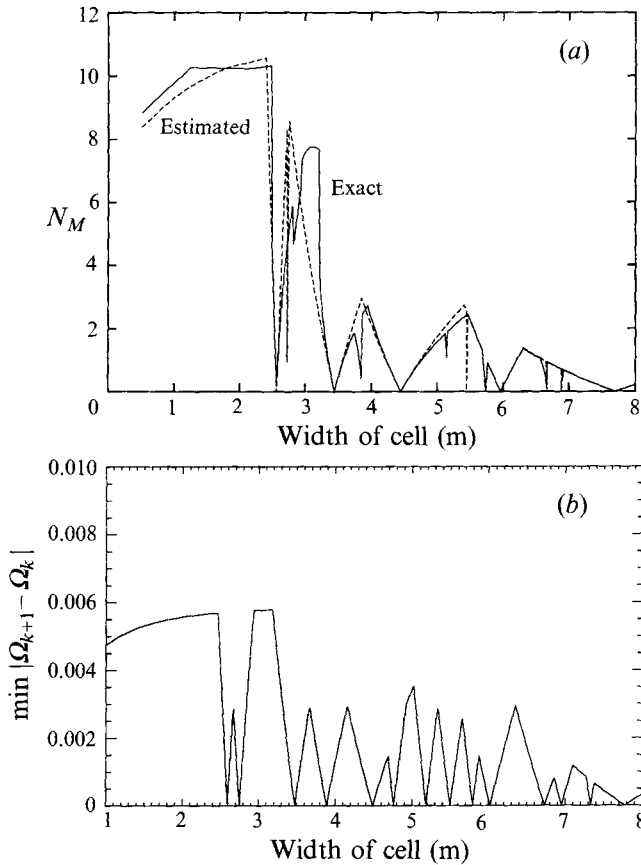 12
(a)
10
Estimated
8
Exact
N_M
6
4
2
0
1 2 3 4 5 6 7 8
Width of cell (m)
0.010
(b)
0.008
min |Ω_{k+1} − Ω_k|
0.006
0.004
0.002
0
1 2 3 4 5 6 7 8
Width of cell (m)